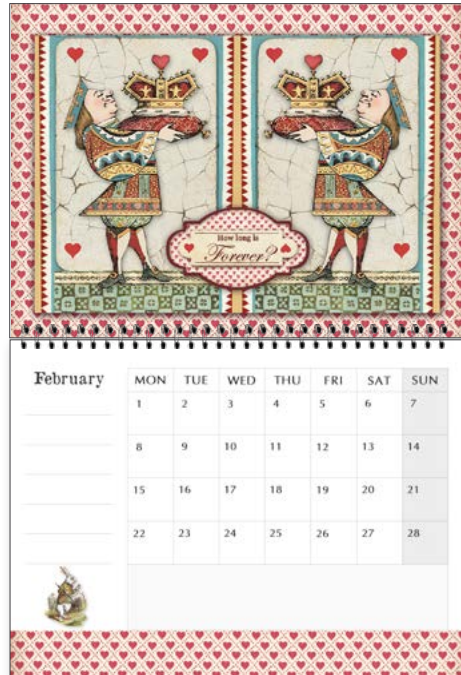 How long is
Forever?
February
MON TUE WED THU FRI SAT SUN
1 2 3 4 5 6 7
8 9 10 11 12 13 14
15 16 17 18 19 20 21
22 23 24 25 26 27 28